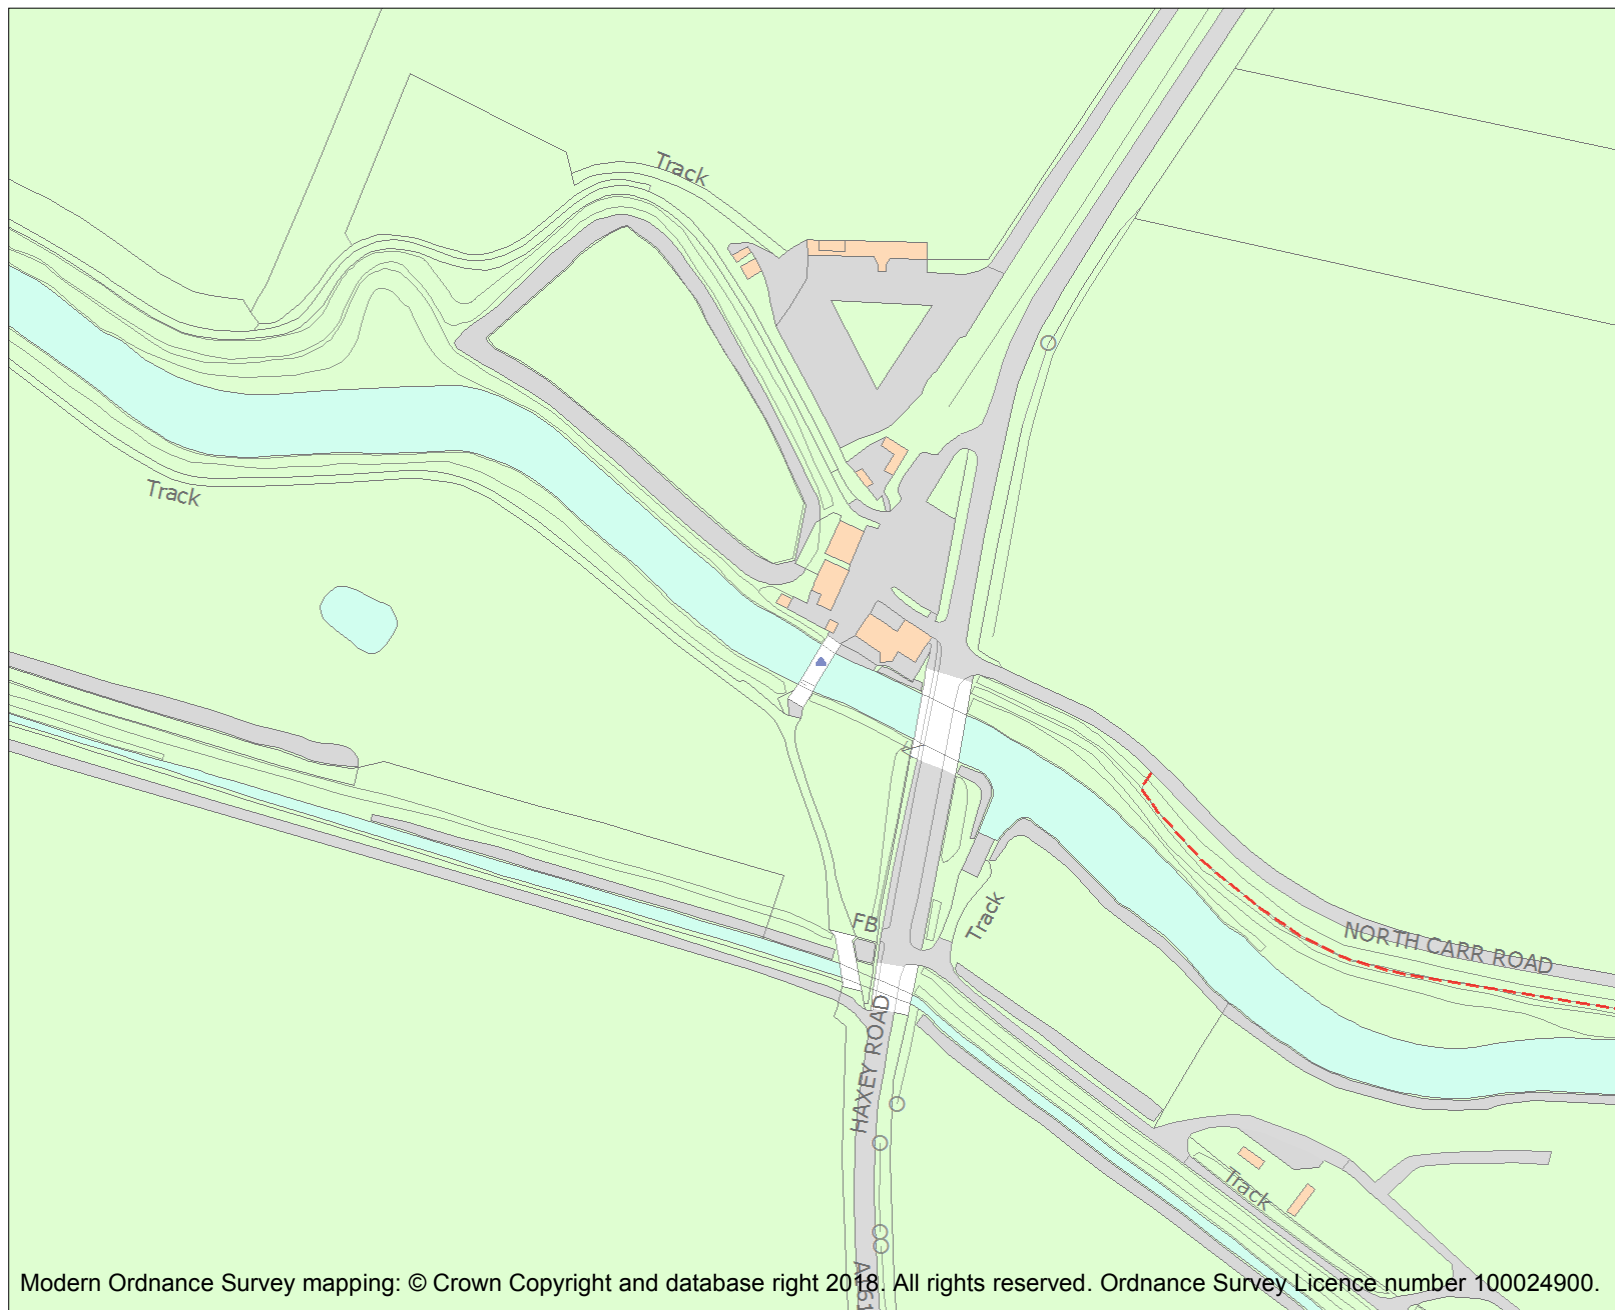 Track
Track
FB
Track
NORTH CARR ROAD
HAXEY ROAD
Track
Modern Ordnance Survey mapping: © Crown Copyright and database right 2018. All rights reserved. Ordnance Survey Licence number 100024900.